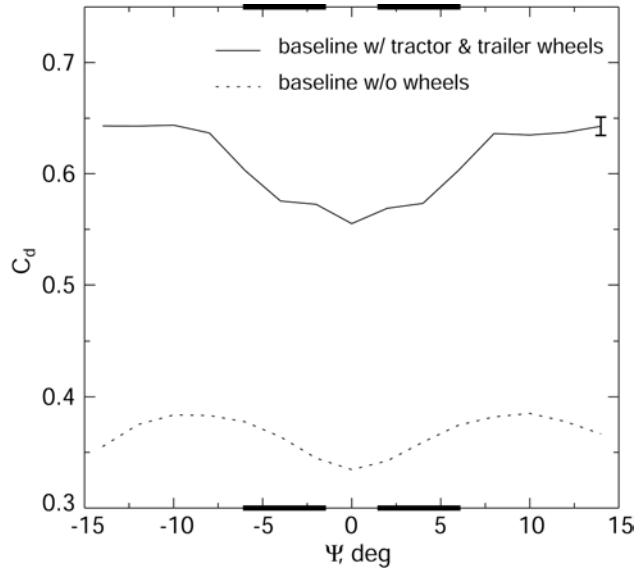 0.7
baseline w/ tractor & trailer wheels
baseline w/o wheels
0.6
Cd
0.5
0.4
0.3
-15 -10 -5 0 5 10 15
Ψ, deg